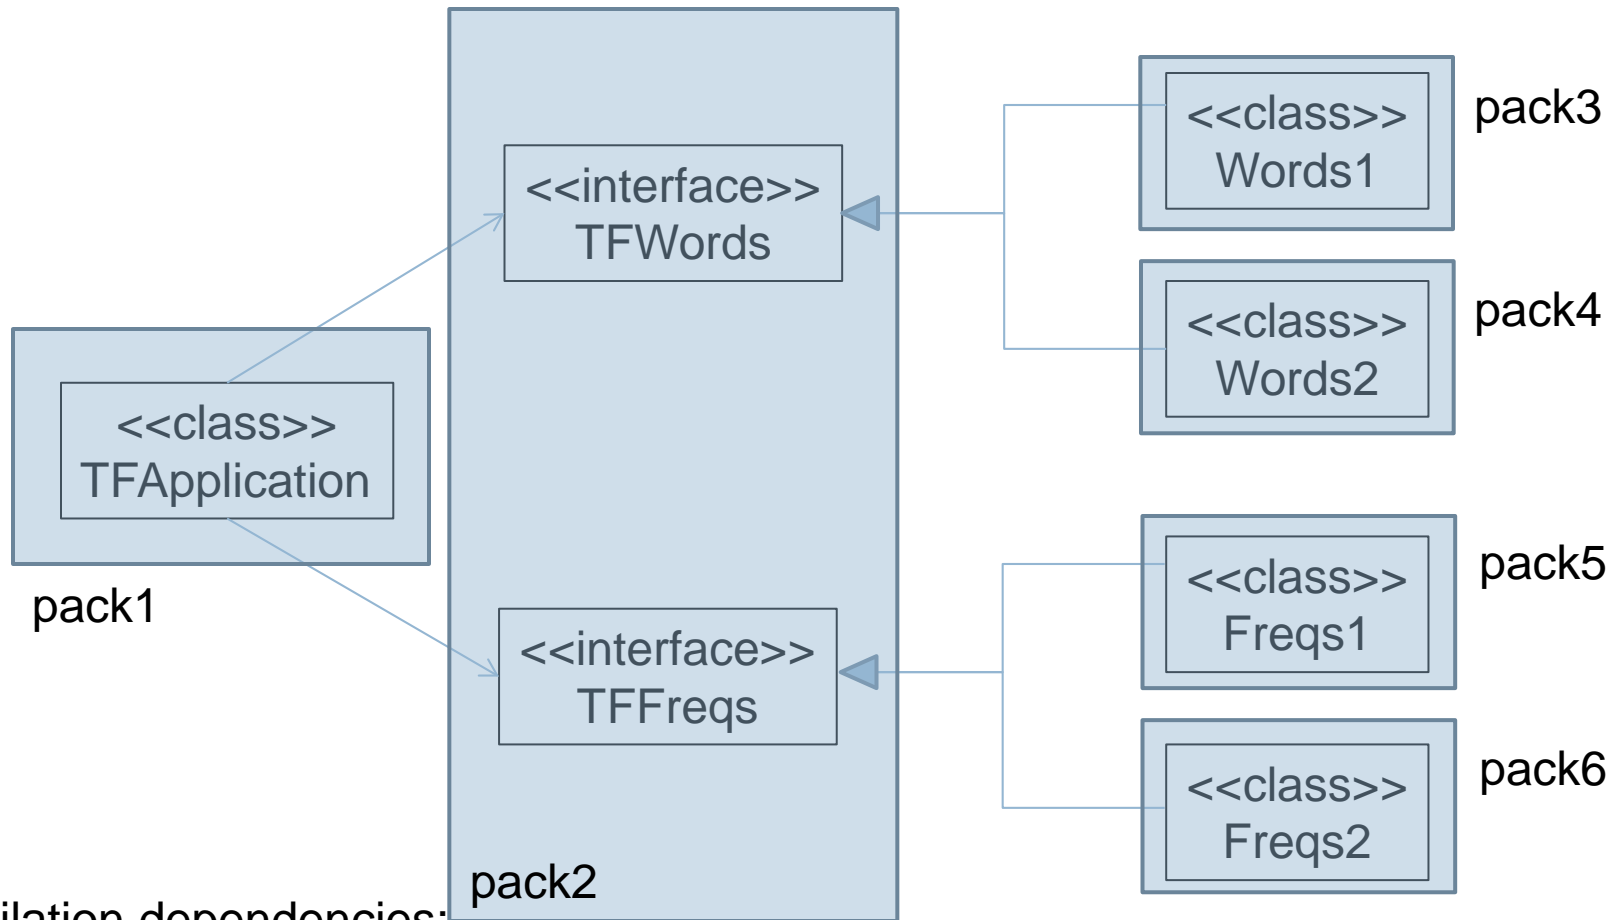 <<class>>
TFApplication
pack1
<<interface>>
TFWords
<<interface>>
TFFreqs
pack2
<<class>>
Words1
pack3
<<class>>
Words2
pack4
<<class>>
Freqs1
pack5
<<class>>
Freqs2
pack6
dependencies: